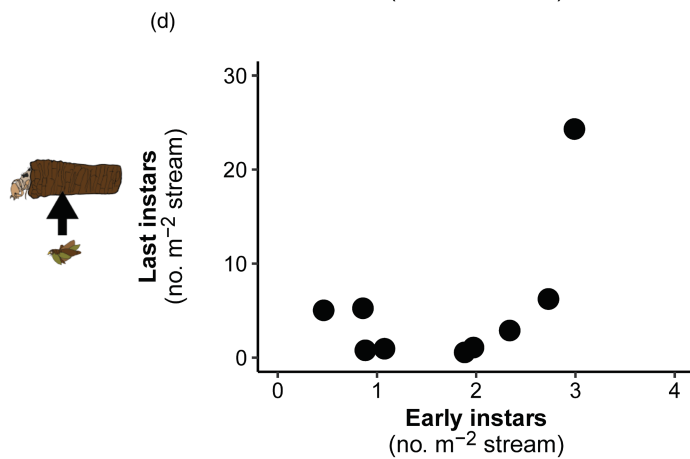 (d)
30
20
10
0
Last instars
(no. m−2 stream)
0 1 2 3 4
Early instars
(no. m−2 stream)